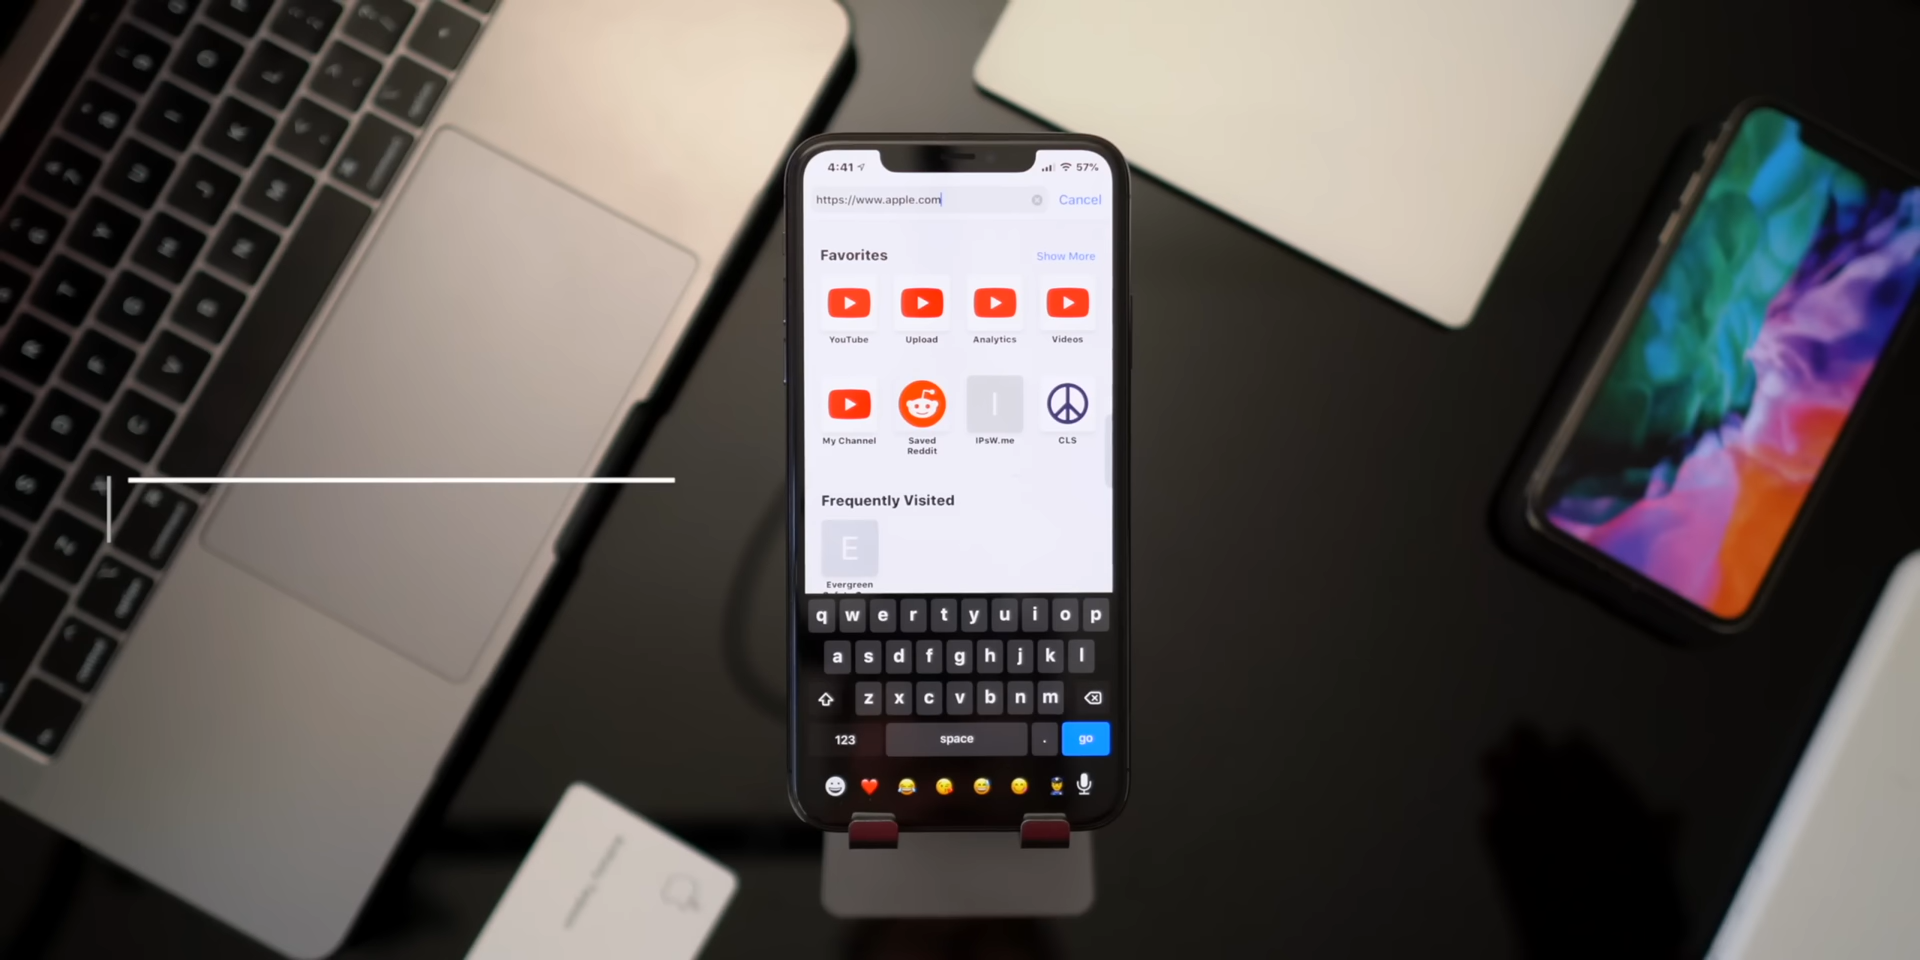 4:41
57%
https://www.apple.com
Cancel
Favorites
Show More
YouTube
Upload
Analytics
Videos
My Channel
Saved
Reddit
I
IPsW.me
CLS
Frequently Visited
E
Evergreen
q w e r t y u i o p
a s d f g h j k l
z x c v b n m
123
space
.
go